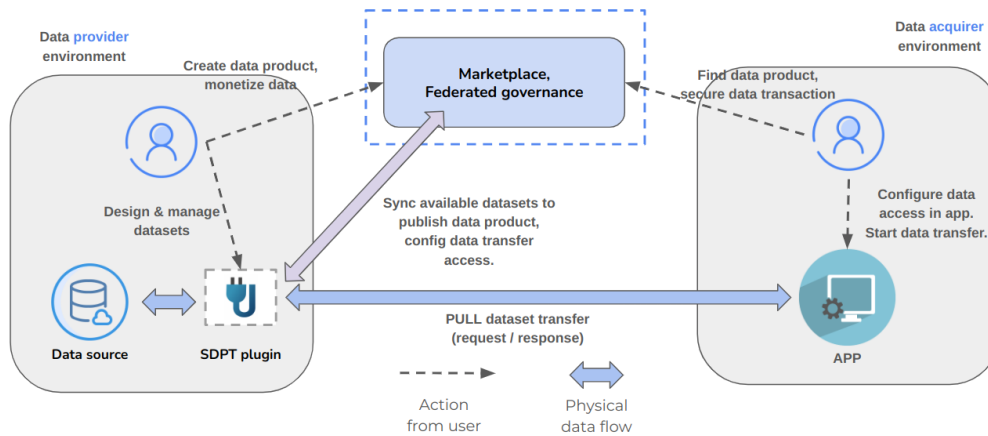 Data provider
environment
Create data product,
monetize data
Marketplace,
Federated governance
Data acquirer
environment
Find data product,
secure data transaction
Design & manage
datasets
Sync available datasets to
publish data product,
config data transfer
access.
Configure data
access in app.
Start data transfer.
Data source
SDPT plugin
PULL dataset transfer
(request / response)
APP
Action
from user
Physical
data flow